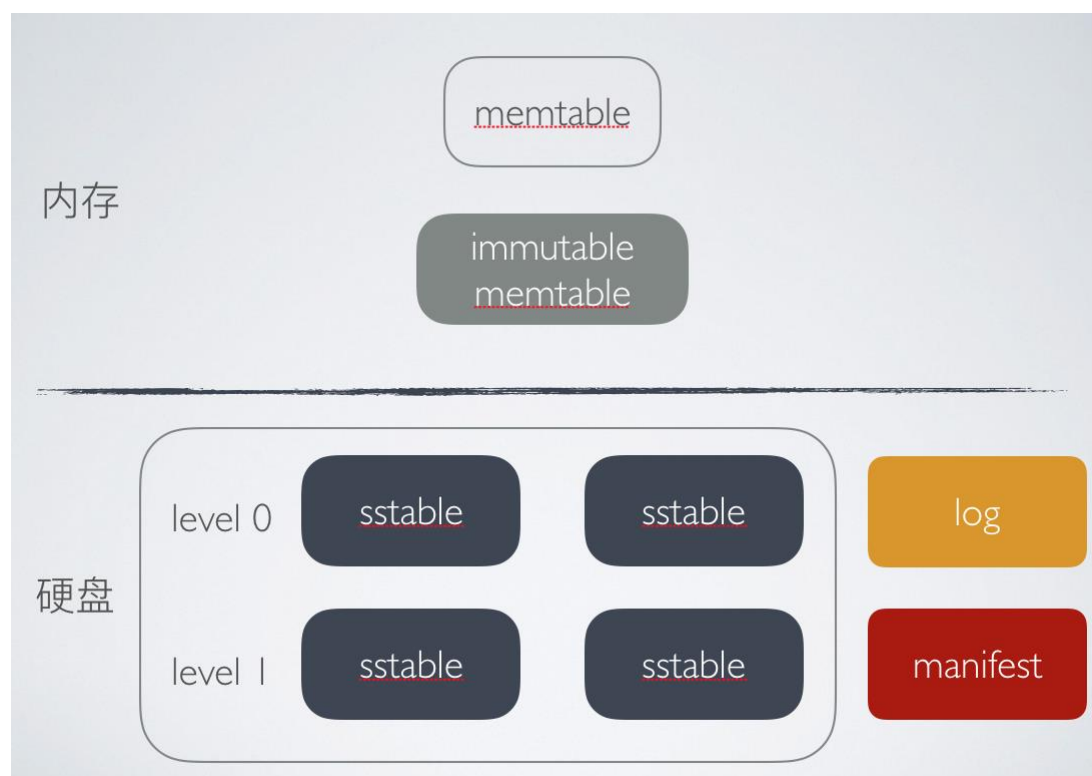 memtable
内存
immutable
memtable
level 0
sstable
sstable
log
硬盘
level 1
sstable
sstable
manifest